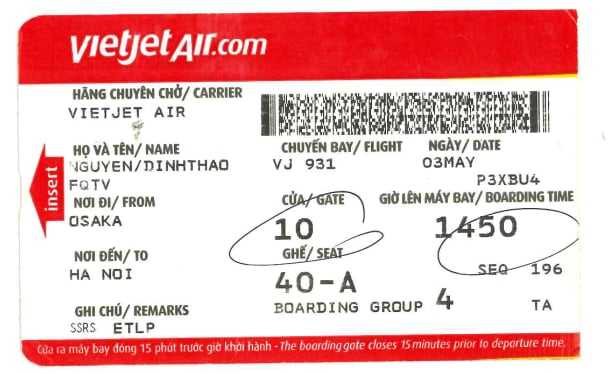 vietjetAir.com
HÃNG CHUYÊN CHỞ/ CARRIER
VIETJET AIR
HỌ VÀ TÊN/ NAME
NGUYEN/DINHTHAO
FQTV
CHUYẾN BAY/ FLIGHT
VJ 931
NGÀY/ DATE
03MAY
P3XBU4
insert
NƠI ĐI/ FROM
OSAKA
CỬA/ GATE
10
GIỜ LÊN MÁY BAY/ BOARDING TIME
1450
NƠI ĐẾN/ TO
HA NOI
GHẾ/ SEAT
40-A
SEQ 196
BOARDING GROUP 4 TA
GHI CHÚ/ REMARKS
SSRS ETLP
Cửa ra máy bay đóng 15 phút trước giờ khởi hành - The boarding gate closes 15 minutes prior to departure time.